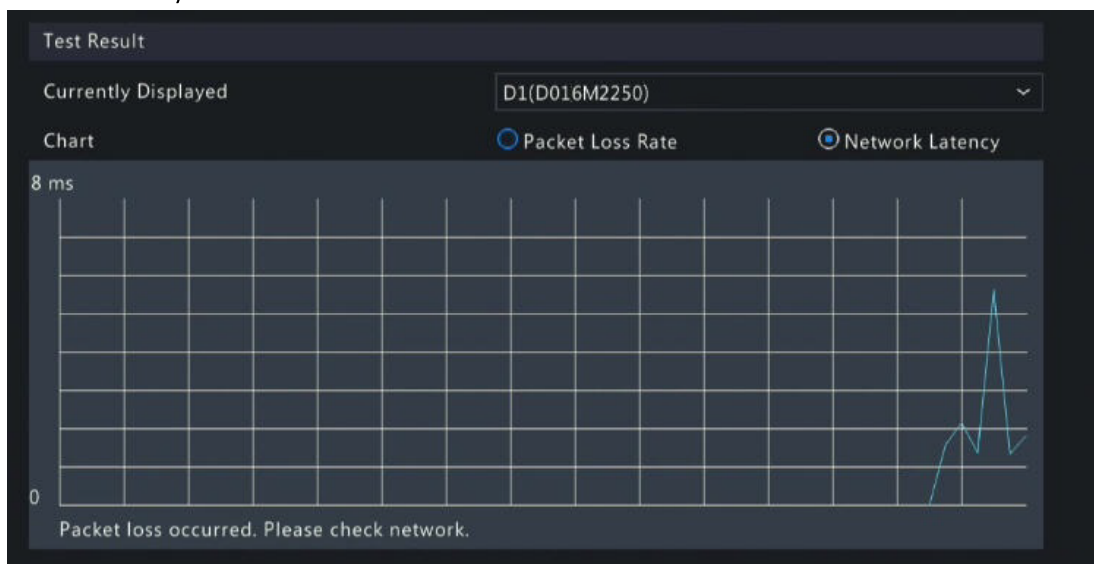 Test Result
Currently Displayed D1(D016M2250)
Chart Packet Loss Rate Network Latency
8 ms
0
Packet loss occurred. Please check network.